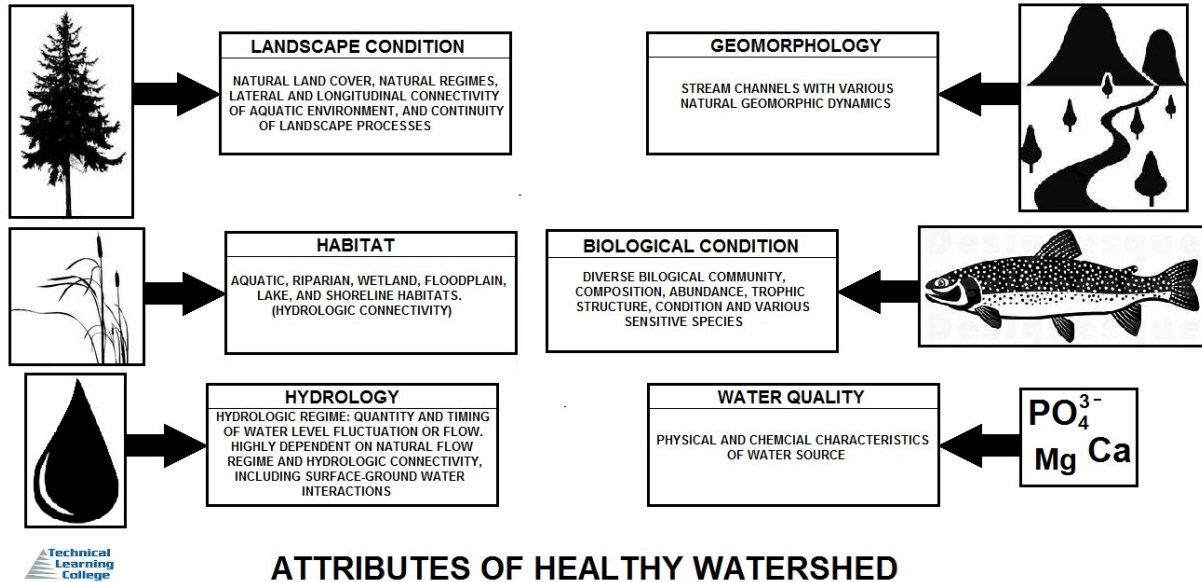 LANDSCAPE CONDITION
NATURAL LAND COVER, NATURAL REGIMES,
LATERAL AND LONGITUDINAL CONNECTIVITY
OF AQUATIC ENVIRONMENT, AND CONTINUITY
OF LANDSCAPE PROCESSES
GEOMORPHOLOGY
STREAM CHANNELS WITH VARIOUS
NATURAL GEOMORPHIC DYNAMICS
HABITAT
AQUATIC, RIPARIAN, WETLAND, FLOODPLAIN,
LAKE, AND SHORELINE HABITATS.
(HYDROLOGIC CONNECTIVITY)
BIOLOGICAL CONDITION
DIVERSE BILOGICAL COMMUNITY,
COMPOSITION, ABUNDANCE, TROPHIC
STRUCTURE, CONDITION AND VARIOUS
SENSITIVE SPECIES
HYDROLOGY
HYDROLOGIC REGIME: QUANTITY AND TIMING
OF WATER LEVEL FLUCTUATION OR FLOW.
HIGHLY DEPENDENT ON NATURAL FLOW
REGIME AND HYDROLOGIC CONNECTIVITY,
INCLUDING SURFACE-GROUND WATER
INTERACTIONS
WATER QUALITY
PHYSICAL AND CHEMCIAL CHARACTERISTICS
OF WATER SOURCE
PO₄³⁻
Mg Ca
Technical
Learning
College
ATTRIBUTES OF HEALTHY WATERSHED